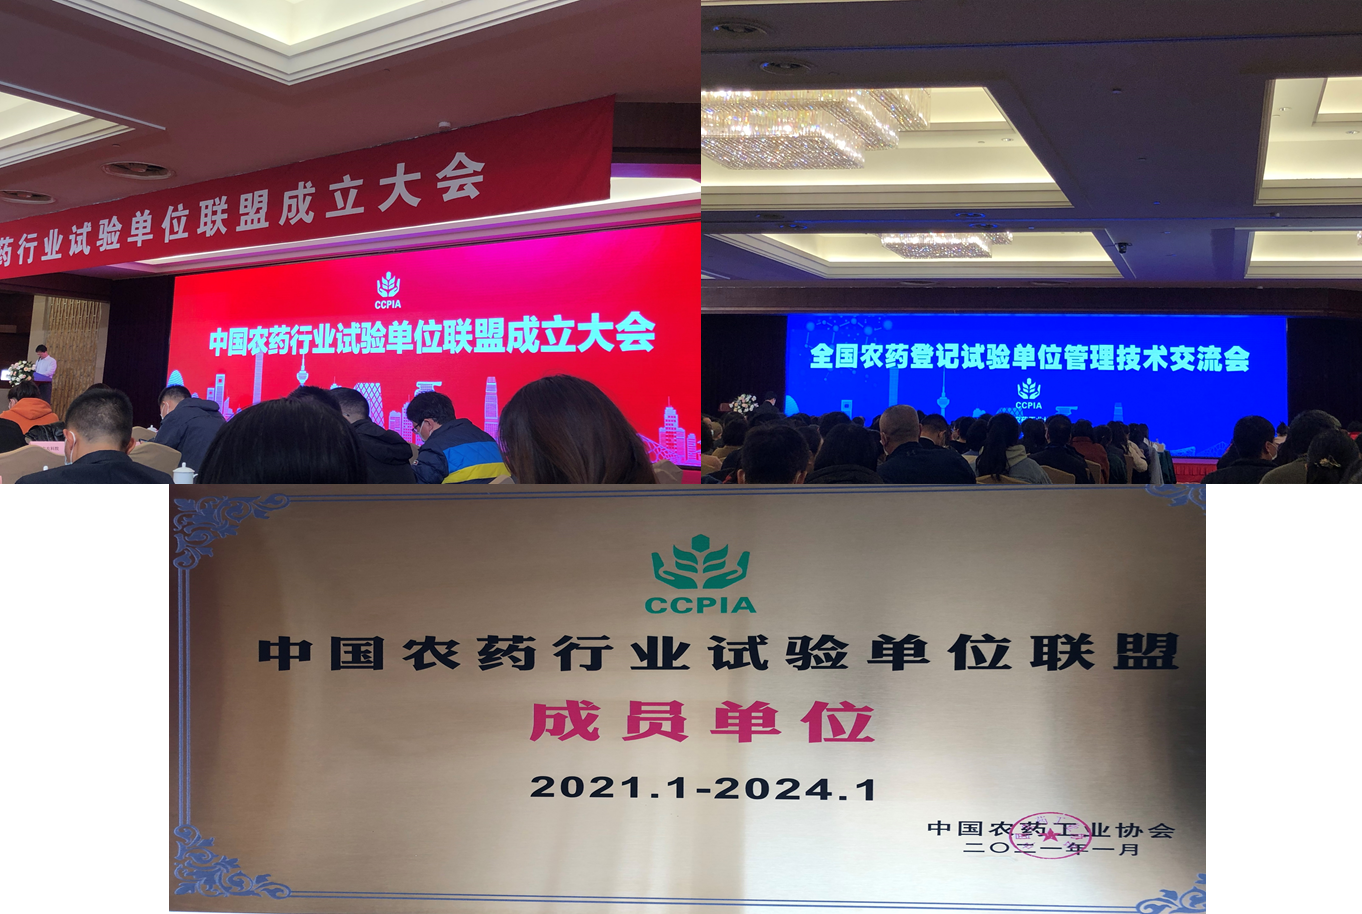 药行业试验单位联盟成立大会
CCPIA
中国农药行业试验单位联盟成立大会
全国农药登记试验单位管理技术交流会
CCPIA
CCPIA
中国农药行业试验单位联盟
成员单位
2021.1-2024.1
中国农药工业协会
二〇二一年一月